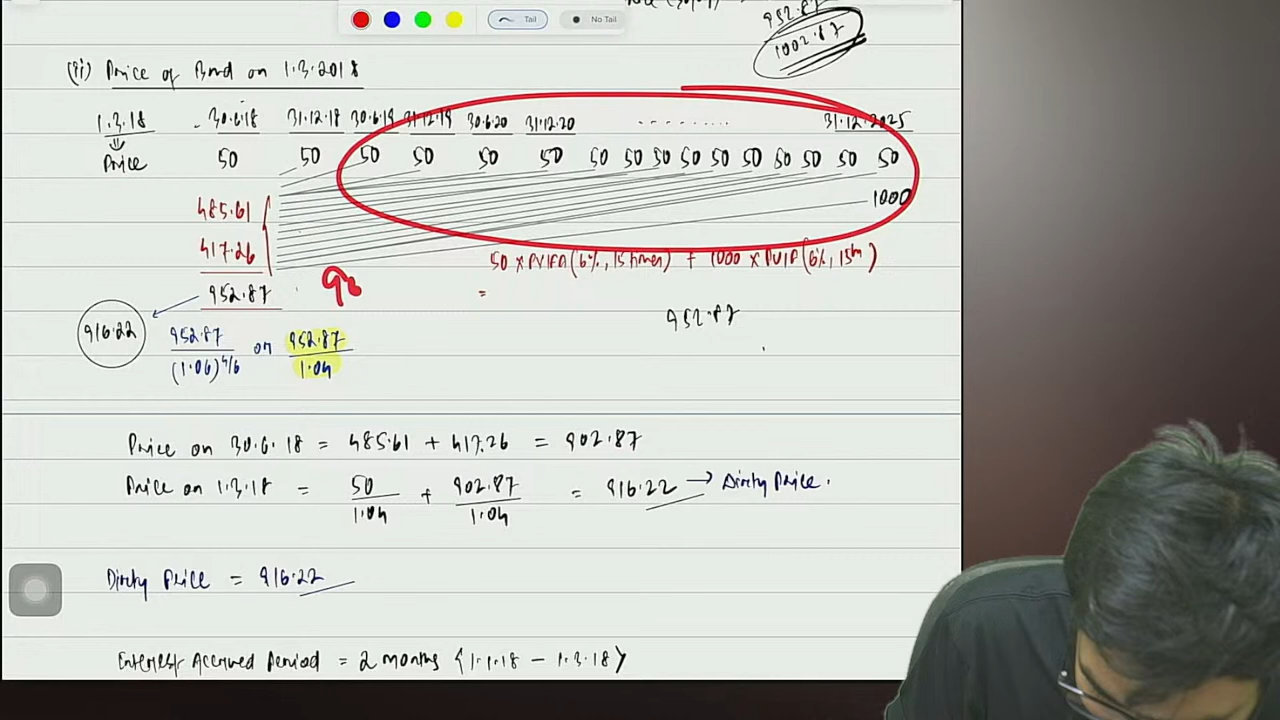 Tail No Tail
952.87
1002.87
(ii) Price of Bond on 1.3.2018
1.3.18 30.6.18 31.12.18 30.6.19 31.12.19 30.6.20 31.12.20 ........ 31.12.2025
Price 50 50 50 50 50 50 50 50 50 50 50 50 50 50 50 50
1000
485.61
417.26
50 x PVIFA (6%, 15 times) + 1000 x PVIF (6%, 15th)
952.87
=
952.87
916.22
952.87 / (1.06)^4/6 or 952.87 / 1.04
Price on 30.6.18 = 485.61 + 417.26 = 902.87
Price on 1.3.18 = 50 / 1.04 + 902.87 / 1.04 = 916.22 → Dirty Price.
Dirty Price = 916.22
Interest Accrued Period = 2 months {1.1.18 - 1.3.18}